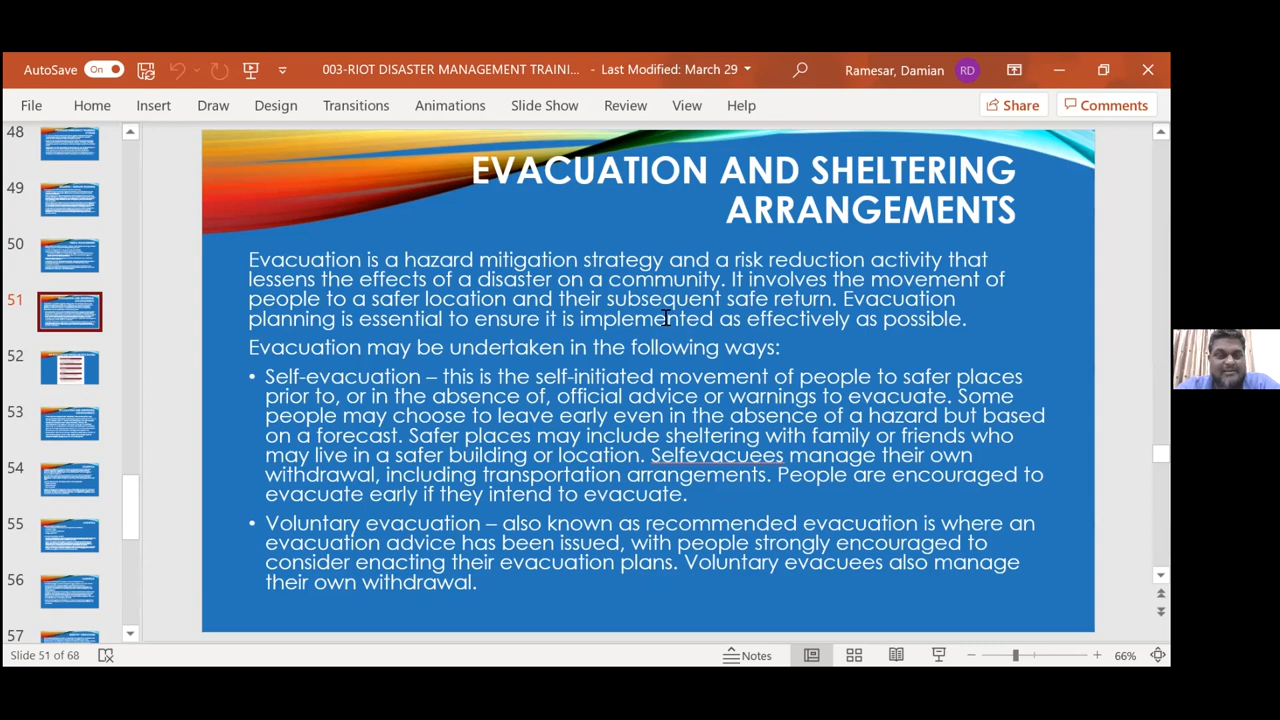 AutoSave On 003-RIOT DISASTER MANAGEMENT TRAINI... - Last Modified: March 29 Ramesar, Damian RD
File Home Insert Draw Design Transitions Animations Slide Show Review View Help Share Comments
48
49
50
51
52
53
54
55
56
57
EVACUATION AND SHELTERING
ARRANGEMENTS
Evacuation is a hazard mitigation strategy and a risk reduction activity that
lessens the effects of a disaster on a community. It involves the movement of
people to a safer location and their subsequent safe return. Evacuation
planning is essential to ensure it is implemented as effectively as possible.
Evacuation may be undertaken in the following ways:
• Self-evacuation – this is the self-initiated movement of people to safer places
prior to, or in the absence of, official advice or warnings to evacuate. Some
people may choose to leave early even in the absence of a hazard but based
on a forecast. Safer places may include sheltering with family or friends who
may live in a safer building or location. Selfevacuees manage their own
withdrawal, including transportation arrangements. People are encouraged to
evacuate early if they intend to evacuate.
• Voluntary evacuation – also known as recommended evacuation is where an
evacuation advice has been issued, with people strongly encouraged to
consider enacting their evacuation plans. Voluntary evacuees also manage
their own withdrawal.
Slide 51 of 68 Notes 66%